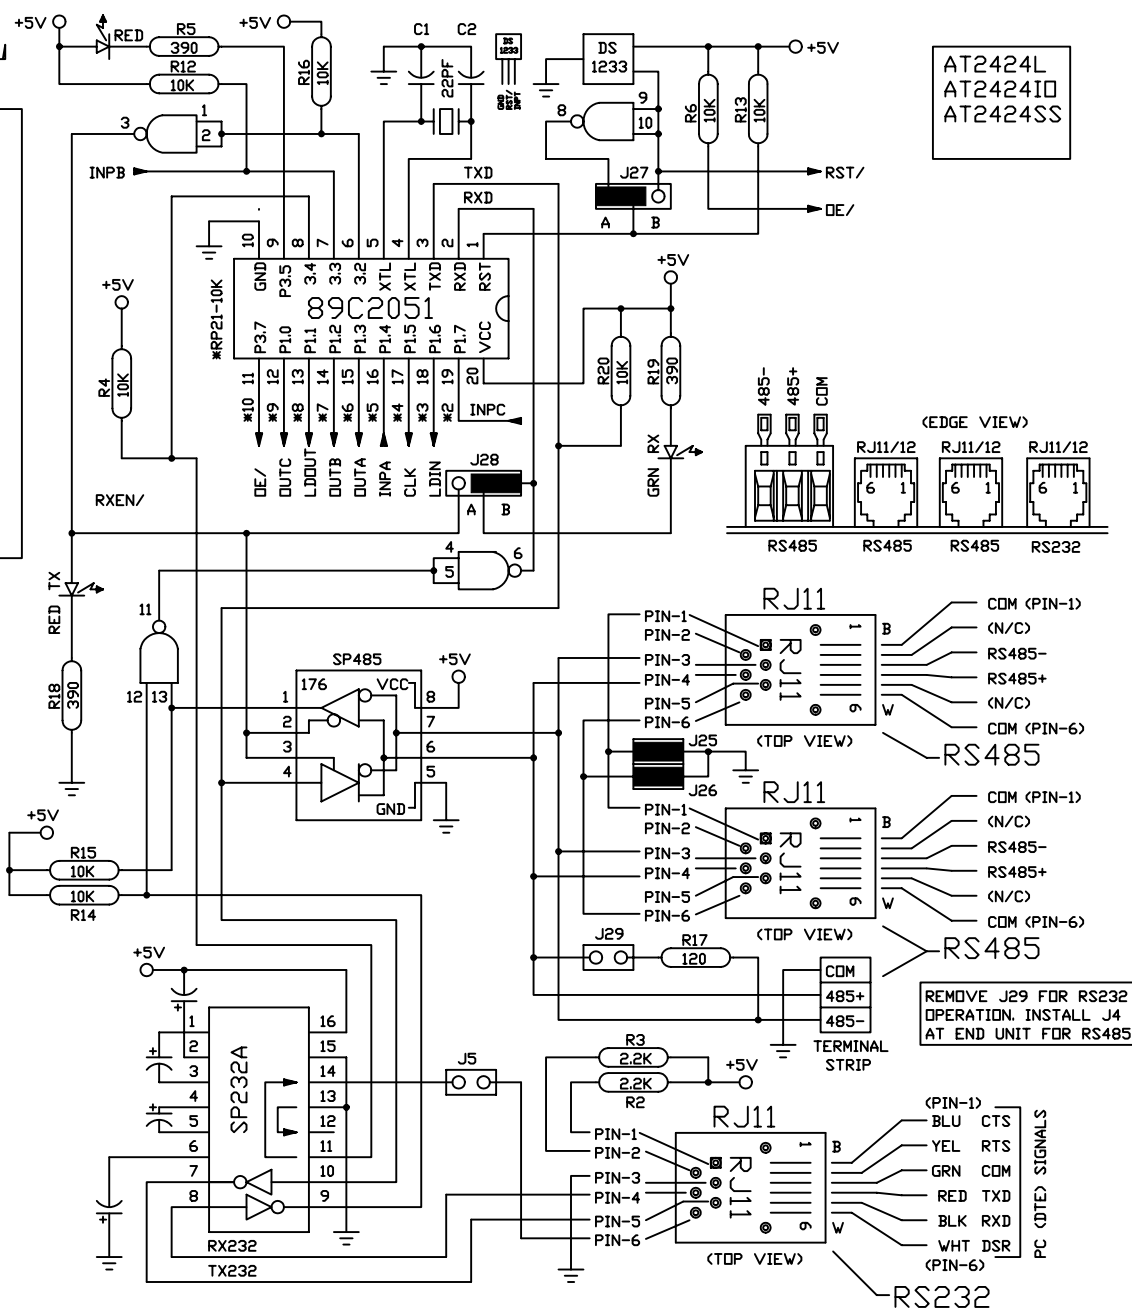 +5V
RED
R5
390
R12
10K
+5V
R16
10K
C1
C2
22PF
DS
1233
GND
RST/
INPT
DS
1233
+5V
R6
10K
R13
10K
AT2424L
AT2424IO
AT2424SS
3
1
2
8
9
10
INPB
TXD
RXD
J27
A
B
RST/
OE/
10
9
8
7
6
5
4
3
2
1
GND
P3.5
3.4
3.3
3.2
XTL
XTL
TXD
RXD
RST
89C2051
*RP21-10K
P3.7
P1.0
P1.1
P1.2
P1.3
P1.4
P1.5
P1.6
P1.7
VCC
11
12
13
14
15
16
17
18
19
20
*10
*9
*8
*7
*6
*5
*4
*3
*2
INPC
OE/
OUTC
LDOUT
OUTB
OUTA
INPA
CLK
LDIN
+5V
R4
10K
RXEN/
+5V
R20
10K
R19
390
GRN RX
J28
A
B
485-
485+
COM
(EDGE VIEW)
RJ11/12
RJ11/12
RJ11/12
6 1
6 1
6 1
RS485
RS485
RS485
RS232
4
5
6
RED TX
R18
390
11
12
13
SP485
176
VCC
GND
1
2
3
4
8
7
6
5
+5V
RJ11
PIN-1
PIN-2
PIN-3
PIN-4
PIN-5
PIN-6
RJ11
1
6
B
W
(TOP VIEW)
COM (PIN-1)
(N/C)
RS485-
RS485+
(N/C)
COM (PIN-6)
RS485
J25
J26
RJ11
PIN-1
PIN-2
PIN-3
PIN-4
PIN-5
PIN-6
RJ11
1
6
B
W
(TOP VIEW)
COM (PIN-1)
(N/C)
RS485-
RS485+
(N/C)
COM (PIN-6)
RS485
+5V
R15
10K
10K
R14
J29
R17
120
COM
485+
485-
TERMINAL
STRIP
REMOVE J29 FOR RS232
OPERATION. INSTALL J4
AT END UNIT FOR RS485
+5V
+
+
+
+
SP232A
1
2
3
4
5
6
7
8
16
15
14
13
12
11
10
9
RX232
TX232
J5
R3
2.2K
2.2K
R2
+5V
RJ11
PIN-1
PIN-2
PIN-3
PIN-4
PIN-5
PIN-6
RJ11
1
6
B
W
(TOP VIEW)
(PIN-1)
BLU CTS
YEL RTS
GRN COM
RED TXD
BLK RXD
WHT DSR
(PIN-6)
PC (DTE) SIGNALS
RS232